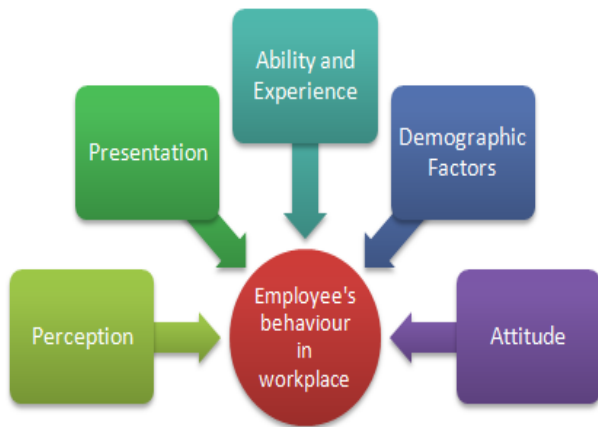 Ability and
Experience
Presentation
Demographic
Factors
Perception
Employee's
behaviour
in
workplace
Attitude